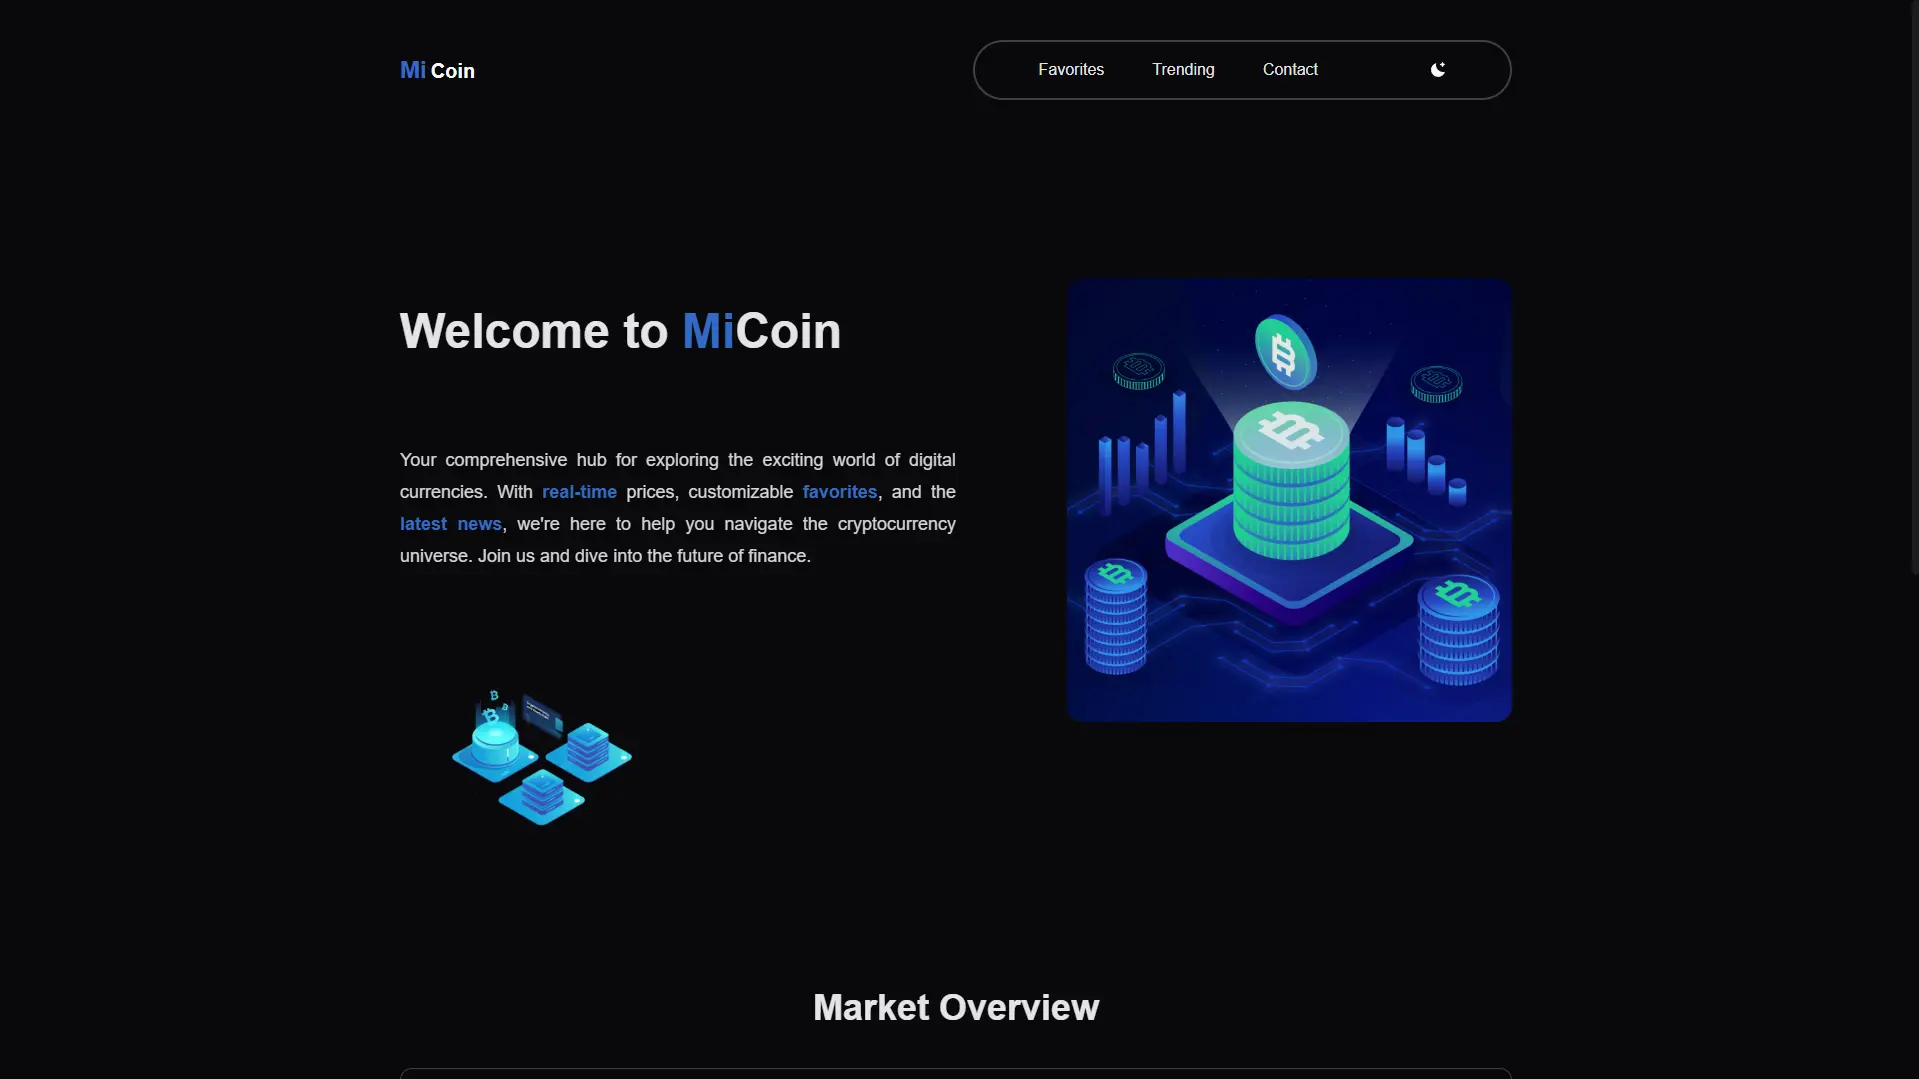 Mi Coin
Favorites Trending Contact
Welcome to MiCoin
Your comprehensive hub for exploring the exciting world of digital
currencies. With real-time prices, customizable favorites, and the
latest news, we're here to help you navigate the cryptocurrency
universe. Join us and dive into the future of finance.
Market Overview